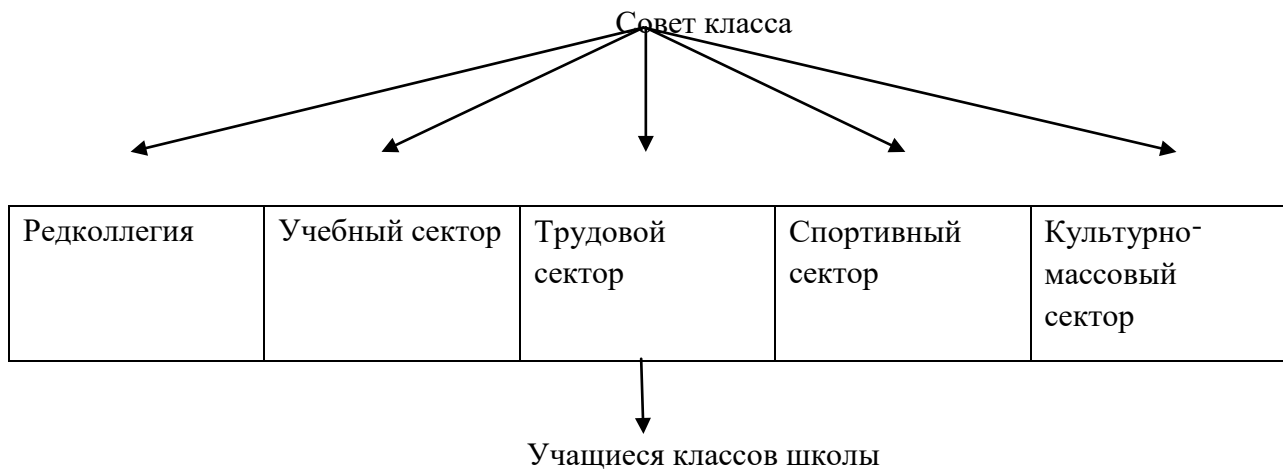 Совет класса
Редколлегия
Учебный сектор
Трудовой
сектор
Спортивный
сектор
Культурно-
массовый
сектор
Учащиеся классов школы